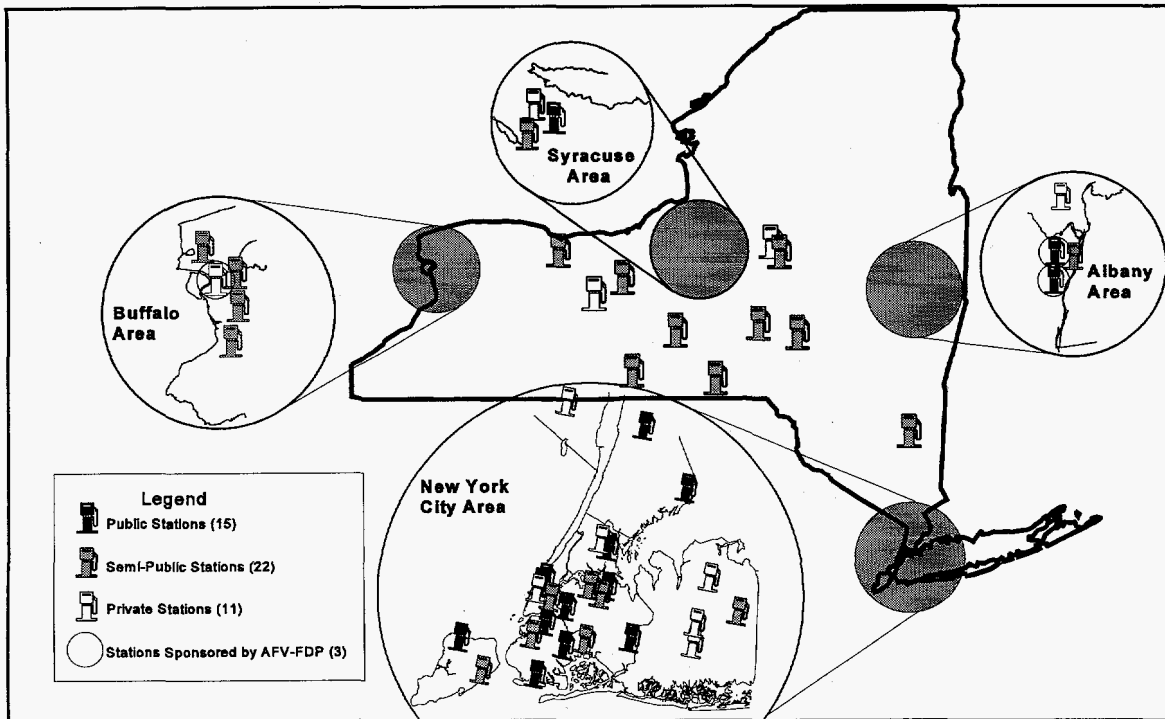 Syracuse
Area
Buffalo
Area
Albany
Area
New York
City Area
Legend
Public Stations (15)
Semi-Public Stations (22)
Private Stations (11)
Stations Sponsored by AFV-FDP (3)